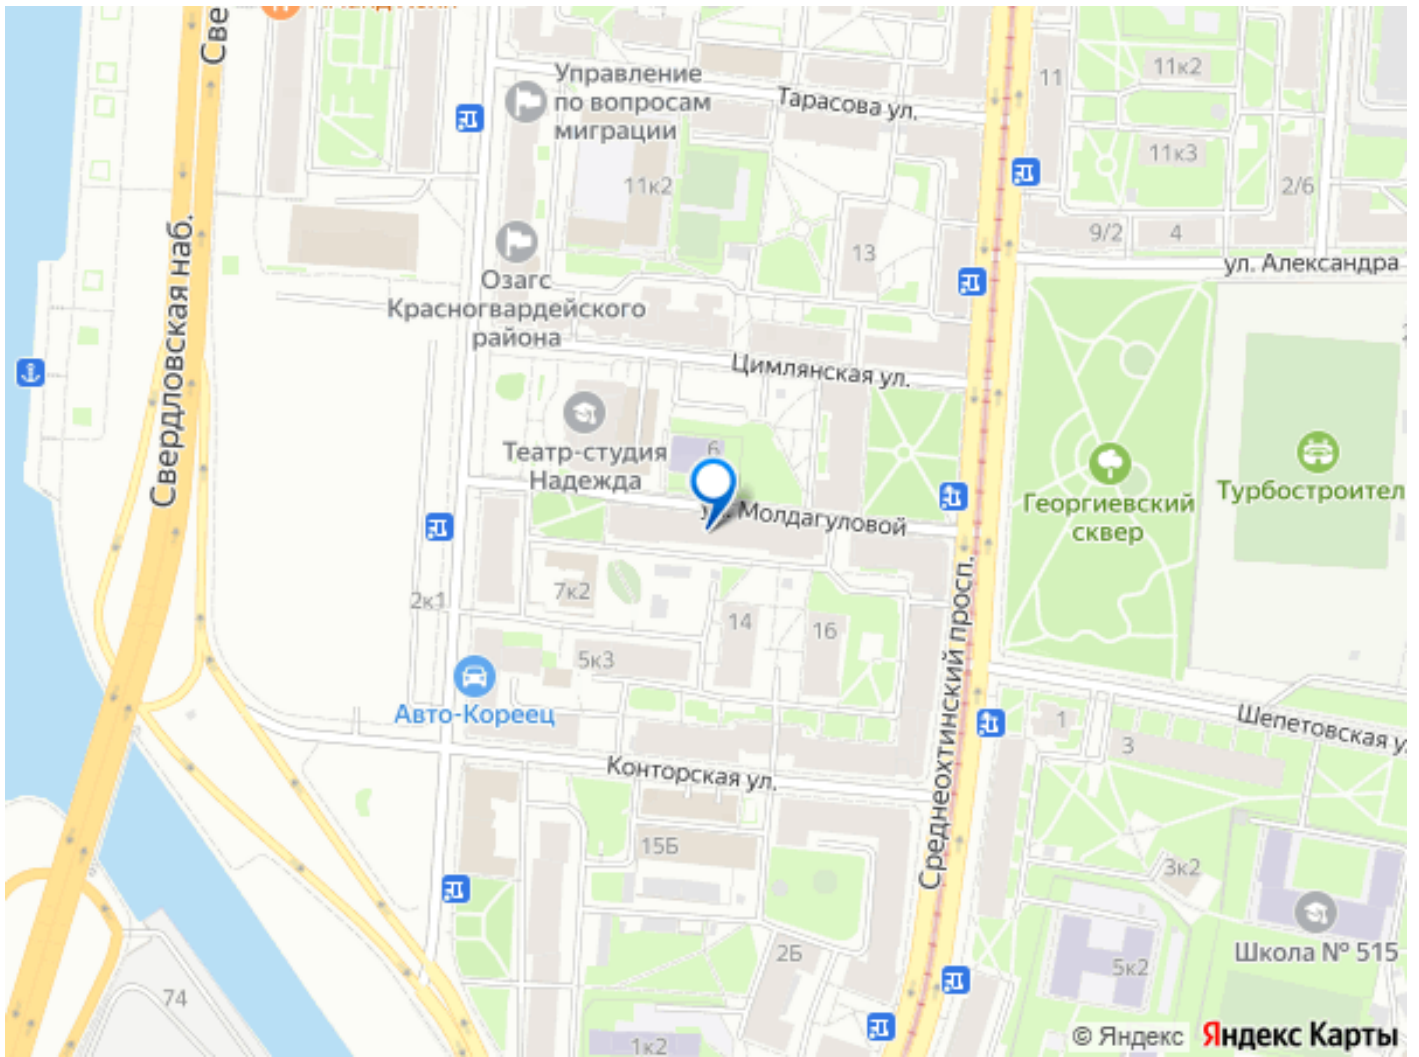 Све
Управление
по вопросам
миграции
Тарасова ул.
11
11к2
11к3
11к2
2/6
9/2
4
13
ул. Александра
Свердловская наб.
Озагс
Красногвардейского
района
Цимлянская ул.
Театр-студия
Надежда
6
Молдагуловой
Георгиевский
сквер
Турбостроител
2к1
7к2
14
16
5к3
Авто-Кореец
Среднеохтинский просп.
1
3
Шепетовская у
Конторская ул.
15Б
3к2
2Б
5к2
Школа № 515
74
1к2
© Яндекс Яндекс Карты